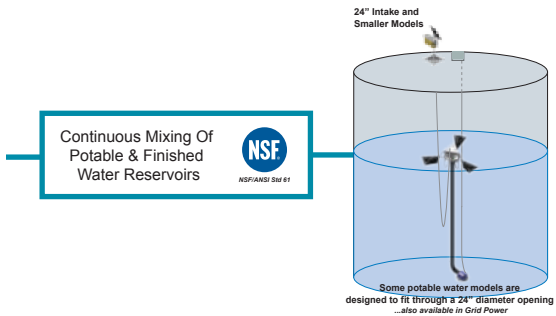 24" Intake and
Smaller Models
Continuous Mixing Of
Potable & Finished
Water Reservoirs
NSF
NSF/ANSI Std 61
Some potable water models are
designed to fit through a 24" diameter opening
...also available in Grid Power